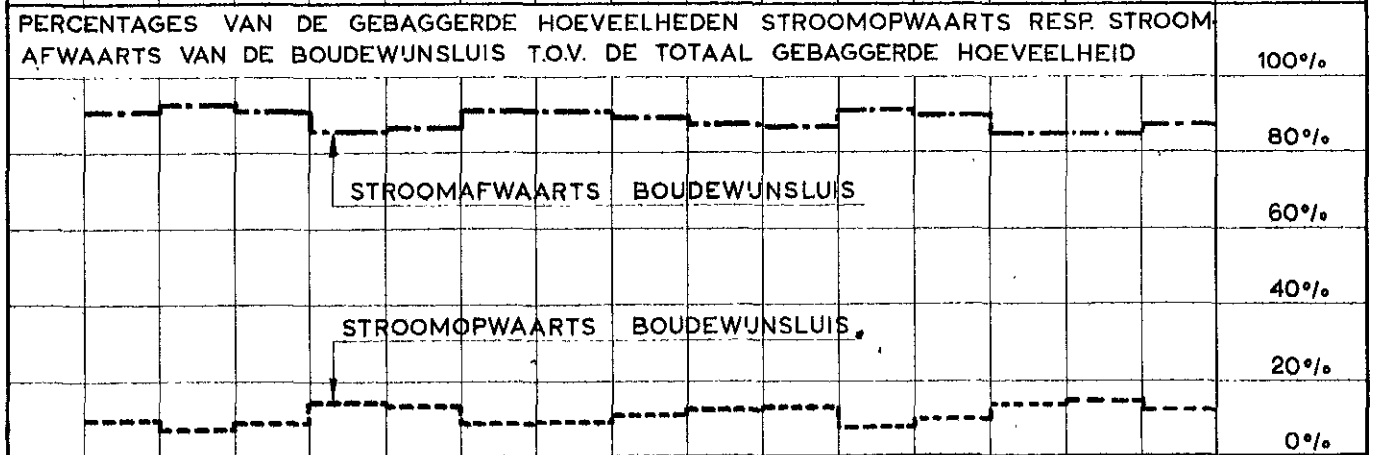 PERCENTAGES VAN DE GEBAGGERDE HOEVEELHEDEN STROOMOPWAARTS RESP. STROOM-
AFWAARTS VAN DE BOUDEWIJNSLUIS T.O.V. DE TOTAAL GEBAGGERDE HOEVEELHEID
100%
80%
STROOMAFWAARTS BOUDEWIJNSLUIS
60%
40%
STROOMOPWAARTS BOUDEWIJNSLUIS.
20%
0%